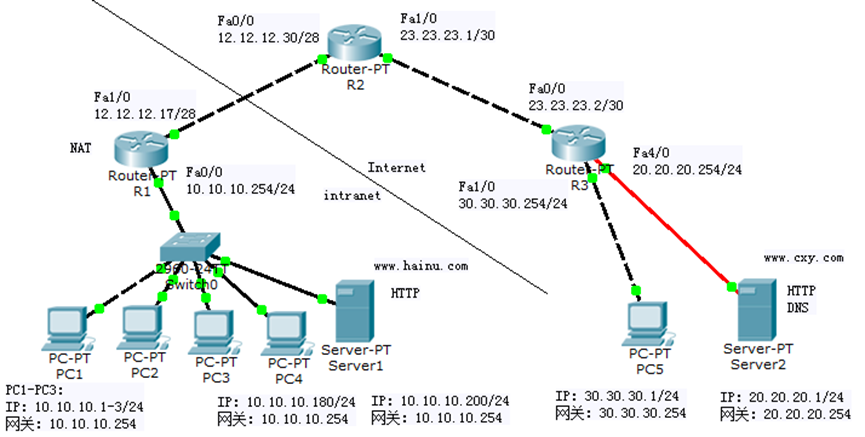 Fa0/0
12.12.12.30/28
Fa1/0
23.23.23.1/30
Router-PT
R2
Fa1/0
12.12.12.17/28
Fa0/0
23.23.23.2/30
NAT
Router-PT
R1
Fa0/0
10.10.10.254/24
Internet
intranet
Router-PT
R3
Fa4/0
20.20.20.254/24
Fa1/0
30.30.30.254/24
2960-24TT
Switch0
www.hainu.com
HTTP
www.cxy.com
HTTP
DNS
PC-PT
PC1
PC-PT
PC2
PC-PT
PC3
PC-PT
PC4
Server-PT
Server1
PC-PT
PC5
Server-PT
Server2
PC1-PC3:
IP: 10.10.10.1-3/24
网关: 10.10.10.254
IP: 10.10.10.180/24
网关: 10.10.10.254
IP: 10.10.10.200/24
网关: 10.10.10.254
IP: 30.30.30.1/24
网关: 30.30.30.254
IP: 20.20.20.1/24
网关: 20.20.20.254